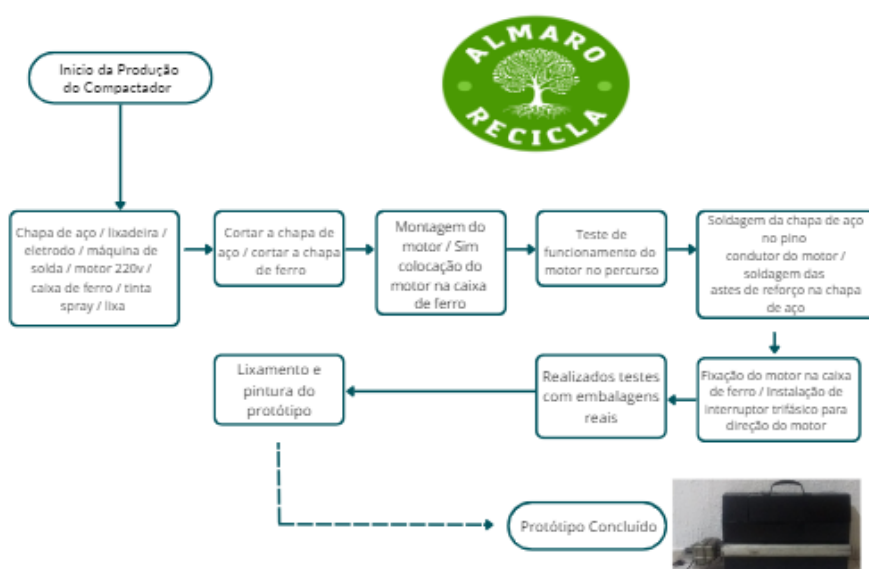 ALMARO
RECICLA
Inicio da Produção
do Compactador
Chapa de aço / lixadeira /
eletrodo / máquina de
solda / motor 220v /
caixa de ferro / tinta
spray / lixa
Cortar a chapa de
aço / cortar a chapa
de ferro
Montagem do
motor / Sim
colocação do
motor na caixa
de ferro
Teste de
funcionamento do
motor no percurso
Soldagem da chapa de aço
no pino
condutor do motor /
soldagem das
astes de reforço na chapa
de aço
Fixação do motor na caixa
de ferro / Instalação de
interruptor trifásico para
direção do motor
Realizados testes
com embalagens
reais
Lixamento e
pintura do
protótipo
Protótipo Concluído